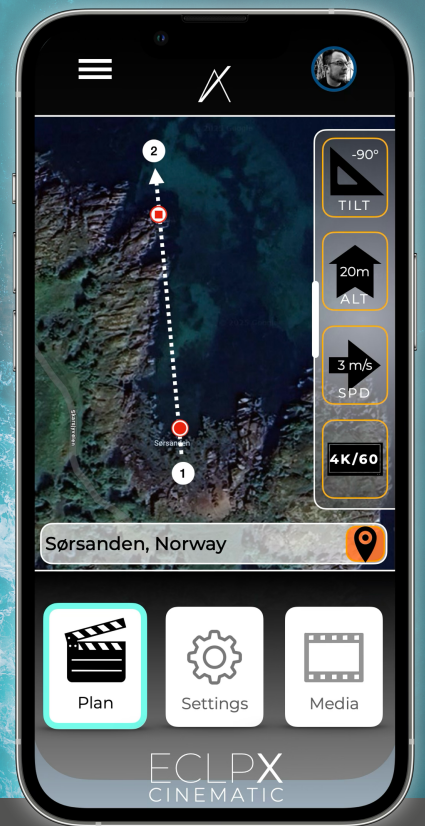 -90°
TILT
2
20m
ALT
3 m/s
SPD
4K/60
Sørsanden
1
Sørsanden, Norway
Plan
Settings
Media
ECLPX
CINEMATIC